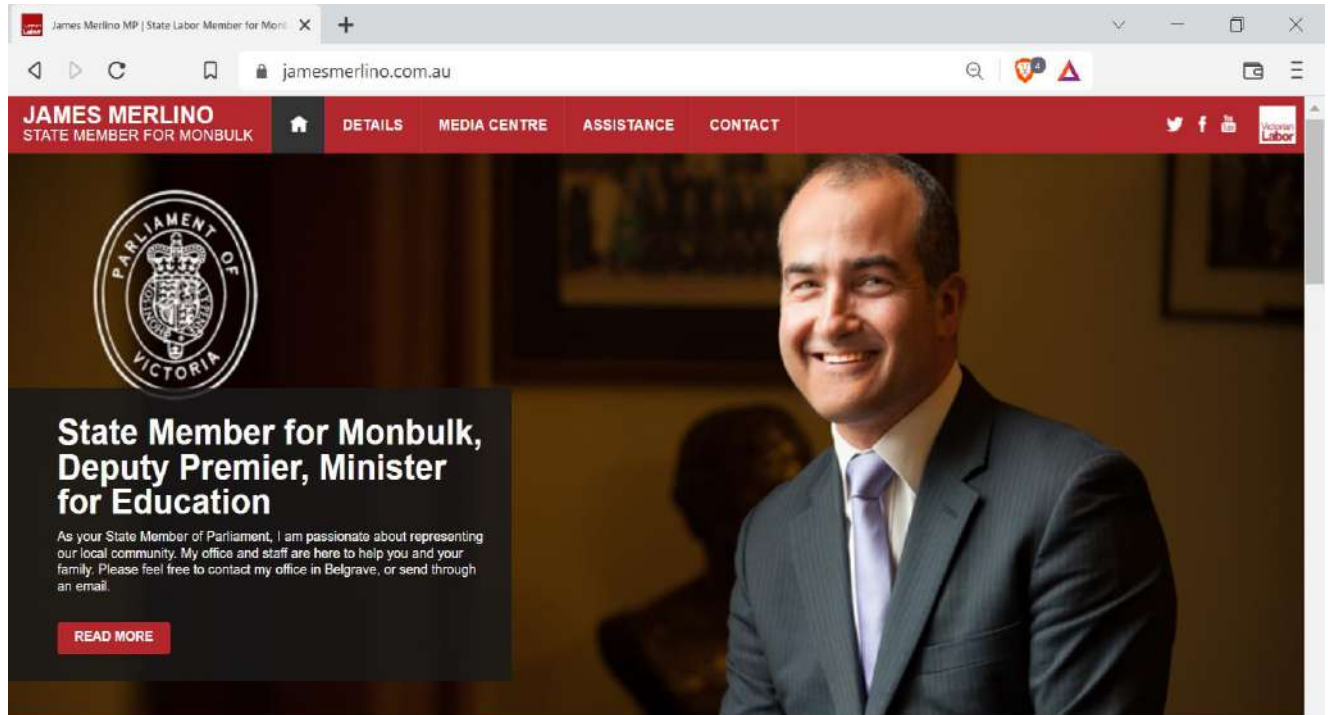 James Merlino MP | State Labor Member for Mon
jamesmerlino.com.au
4
JAMES MERLINO
STATE MEMBER FOR MONBULK
DETAILS
MEDIA CENTRE
ASSISTANCE
CONTACT
Victorian
Labor
PARLIAMENT OF
VICTORIA
State Member for Monbulk,
Deputy Premier, Minister
for Education
As your State Member of Parliament, I am passionate about representing
our local community. My office and staff are here to help you and your
family. Please feel free to contact my office in Belgrave, or send through
an email.
READ MORE